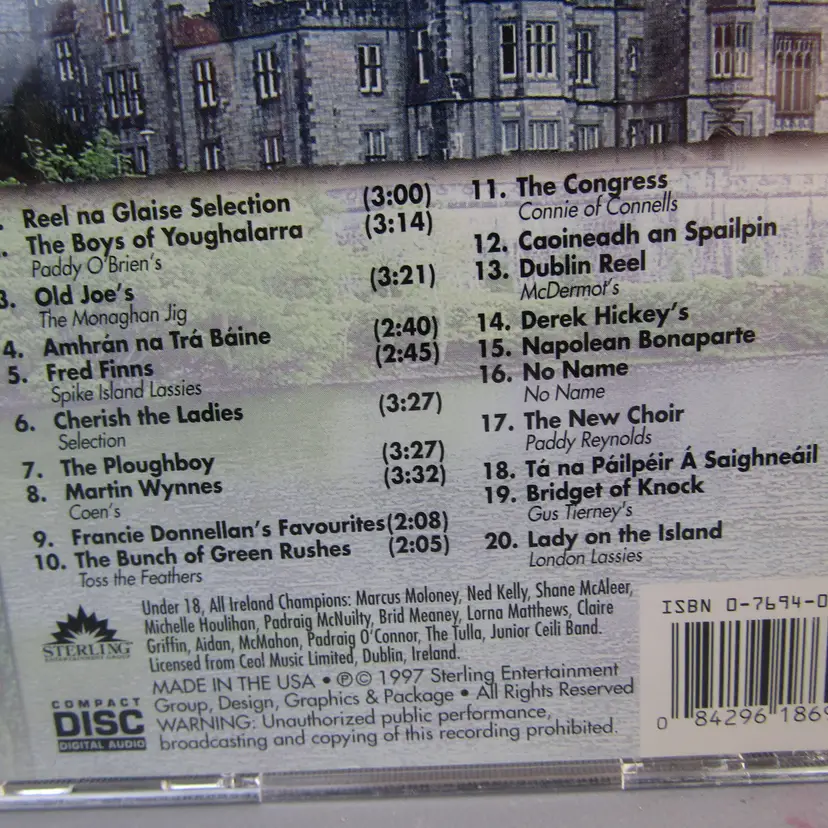 . Reel na Glaise Selection (3:00)
. The Boys of Youghalarra (3:14)
Paddy O'Brien's
3. Old Joe's (3:21)
The Monaghan Jig
4. Amhrán na Trá Báine (2:40)
5. Fred Finns (2:45)
Spike Island Lassies
6. Cherish the Ladies (3:27)
Selection
7. The Ploughboy (3:27)
8. Martin Wynnes (3:32)
Coen's
9. Francie Donnellan's Favourites (2:08)
10. The Bunch of Green Rushes (2:05)
Toss the Feathers
11. The Congress
Connie of Connells
12. Caoineadh an Spailpin
13. Dublin Reel
McDermot's
14. Derek Hickey's
15. Napolean Bonaparte
16. No Name
No Name
17. The New Choir
Paddy Reynolds
18. Tá na Páilpéir Á Saighneáil
19. Bridget of Knock
Gus Tierney's
20. Lady on the Island
London Lassies
Under 18, All Ireland Champions: Marcus Moloney, Ned Kelly, Shane McAleer,
Michelle Houlihan, Padraig McNuilty, Brid Meaney, Lorna Matthews, Claire
Griffin, Aidan, McMahon, Padraig O'Connor, The Tulla, Junior Ceili Band.
Licensed from Ceol Music Limited, Dublin, Ireland.
MADE IN THE USA • ℗© 1997 Sterling Entertainment
Group, Design, Graphics & Package • All Rights Reserved
WARNING: Unauthorized public performance,
broadcasting and copying of this recording prohibited.
STERLING
ENTERTAINMENT GROUP
COMPACT
DISC
DIGITAL AUDIO
ISBN 0-7694-0
0 84296 1869